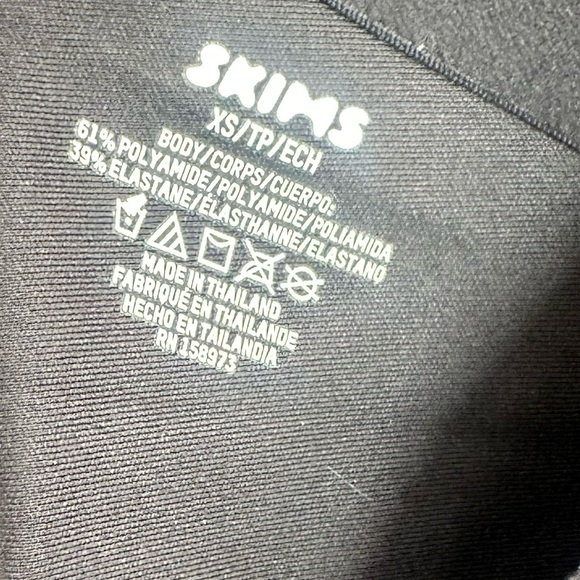 SKIMS
XS/TP/ECH
BODY/CORPS/CUERPO:
61% POLYAMIDE/POLYAMIDE/POLIAMIDA
39% ELASTANE/ÉLASTHANNE/ELASTANO
MADE IN THAILAND
FABRIQUÉ EN THAILANDE
HECHO EN TAILANDIA
RN 158973